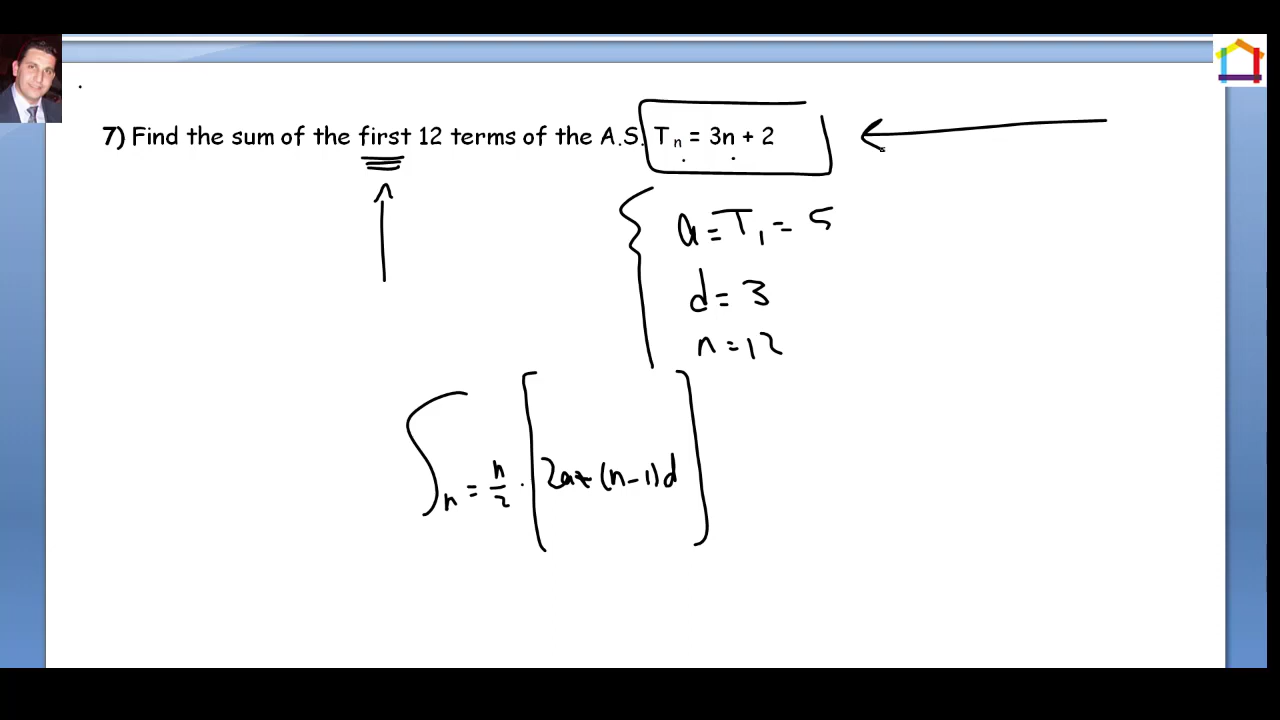 7) Find the sum of the first 12 terms of the A.S. Tₙ = 3n + 2
a = T₁ = 5
d = 3
n = 12
Sₙ = n/2 · [2a + (n - 1)d]